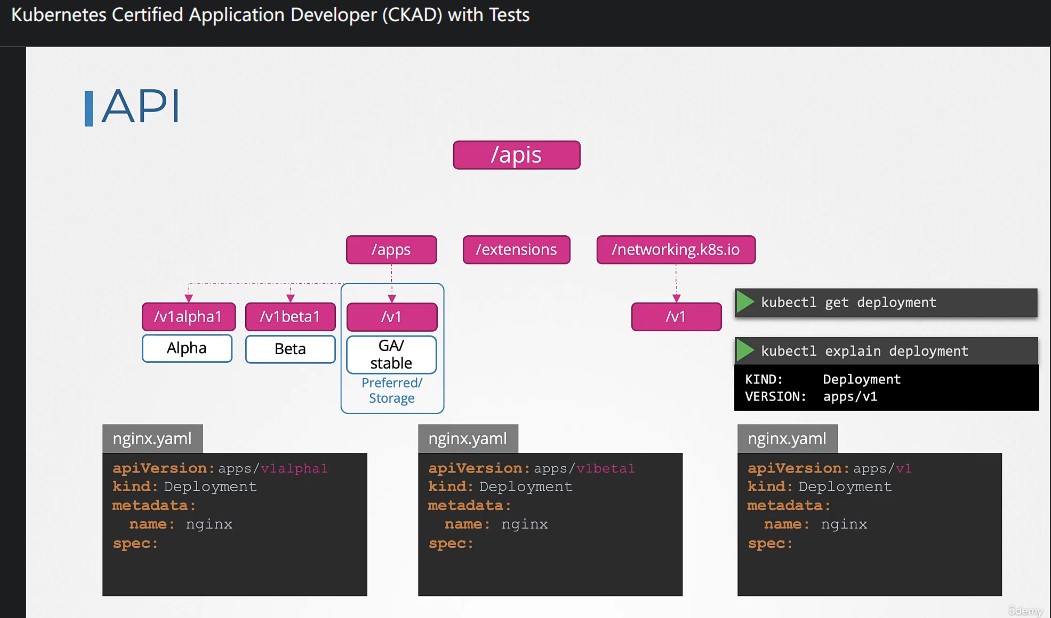 Kubernetes Certified Application Developer (CKAD) with Tests
API
/apis
/apps
/extensions
/networking.k8s.io
/v1alpha1
/v1beta1
/v1
/v1
Alpha
Beta
GA/
stable
Preferred/
Storage
kubectl get deployment
kubectl explain deployment
KIND: Deployment
VERSION: apps/v1
nginx.yaml
apiVersion: apps/v1alpha1
kind: Deployment
metadata:
name: nginx
spec:
nginx.yaml
apiVersion: apps/v1beta1
kind: Deployment
metadata:
name: nginx
spec:
nginx.yaml
apiVersion: apps/v1
kind: Deployment
metadata:
name: nginx
spec:
ûdemy